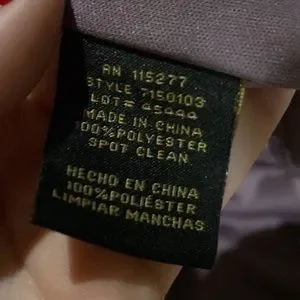 RN 115277
STYLE 7150103
LOT# 45444
MADE IN CHINA
100%POLYESTER
SPOT CLEAN
HECHO EN CHINA
100%POLIÉSTER
LIMPIAR MANCHAS